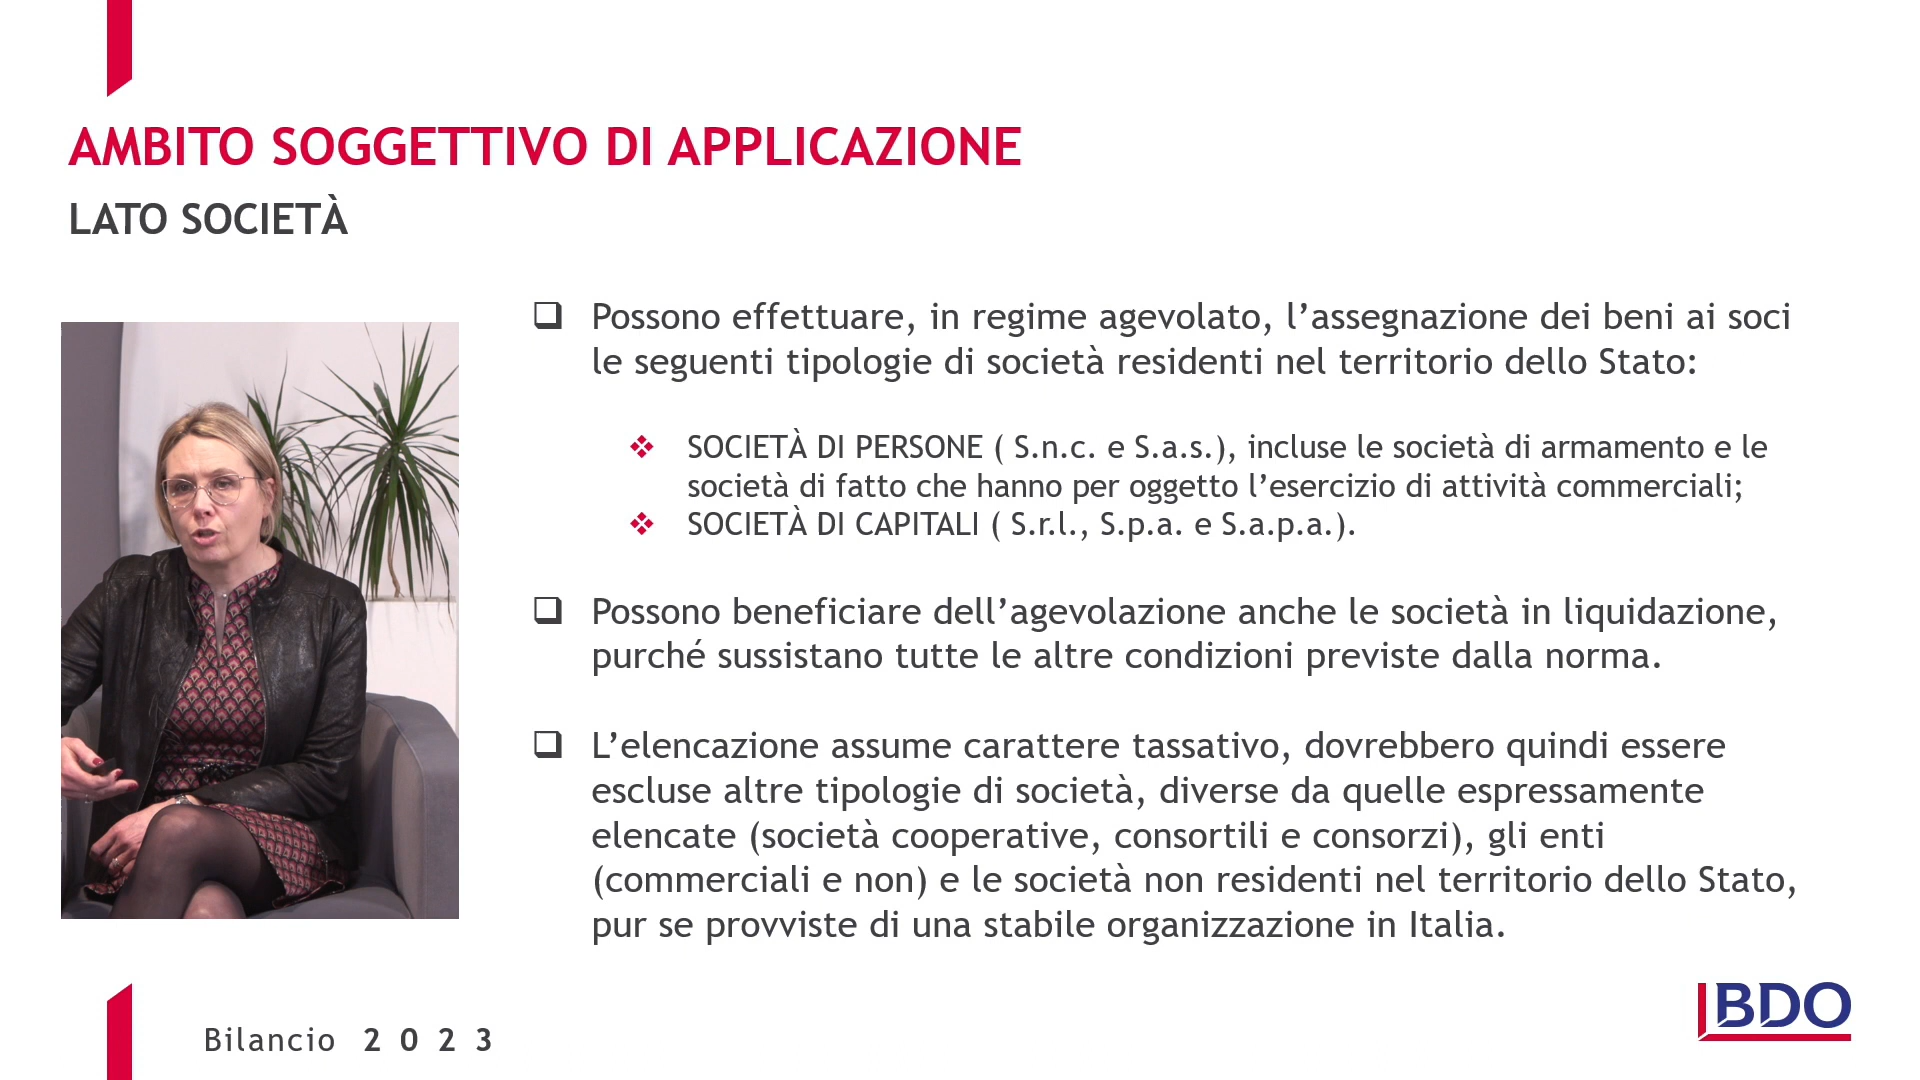 AMBITO SOGGETTIVO DI APPLICAZIONE
LATO SOCIETÀ
Possono effettuare, in regime agevolato, l’assegnazione dei beni ai soci
le seguenti tipologie di società residenti nel territorio dello Stato:
SOCIETÀ DI PERSONE ( S.n.c. e S.a.s.), incluse le società di armamento e le
società di fatto che hanno per oggetto l’esercizio di attività commerciali;
SOCIETÀ DI CAPITALI ( S.r.l., S.p.a. e S.a.p.a.).
Possono beneficiare dell’agevolazione anche le società in liquidazione,
purché sussistano tutte le altre condizioni previste dalla norma.
L’elencazione assume carattere tassativo, dovrebbero quindi essere
escluse altre tipologie di società, diverse da quelle espressamente
elencate (società cooperative, consortili e consorzi), gli enti
(commerciali e non) e le società non residenti nel territorio dello Stato,
pur se provviste di una stabile organizzazione in Italia.
Bilancio 2023
BDO